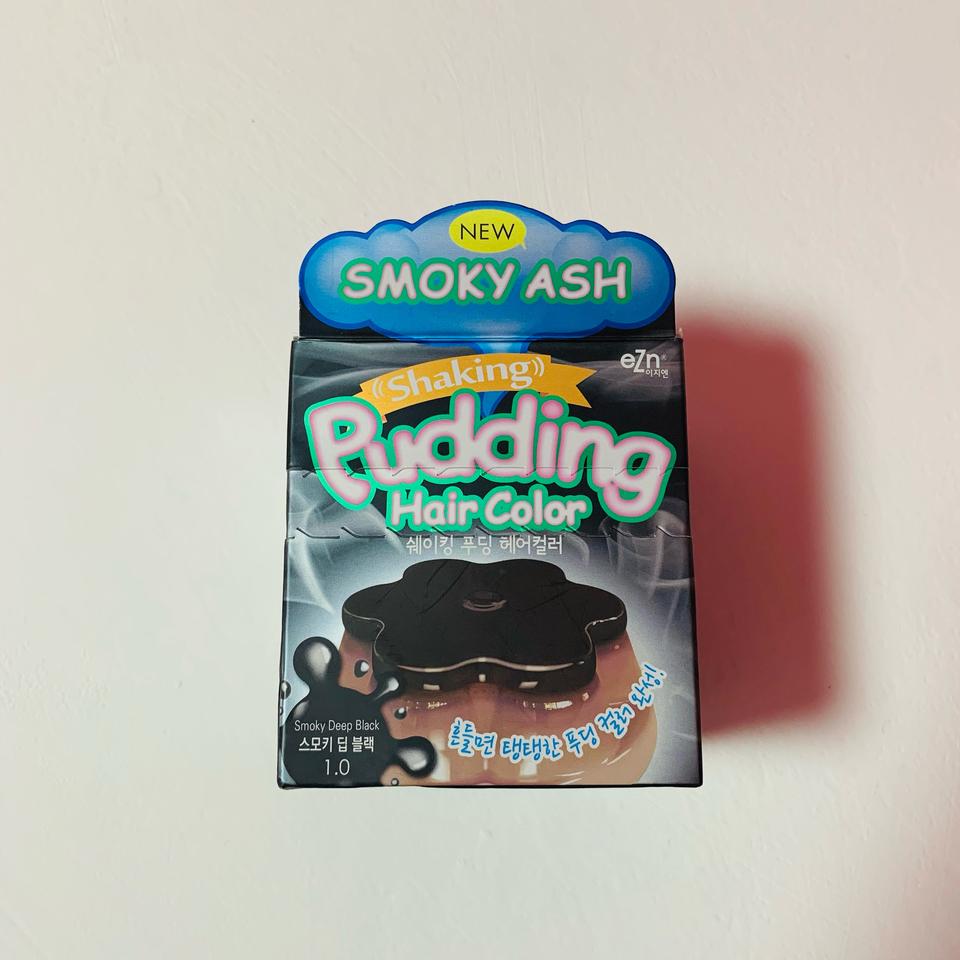 NEW
SMOKY ASH
eZn®
이지엔
Shaking
Pudding
Hair Color
쉐이킹 푸딩 헤어컬러
흔들면 탱탱한 푸딩 컬러 완성!
Smoky Deep Black
스모키 딥 블랙
1.0